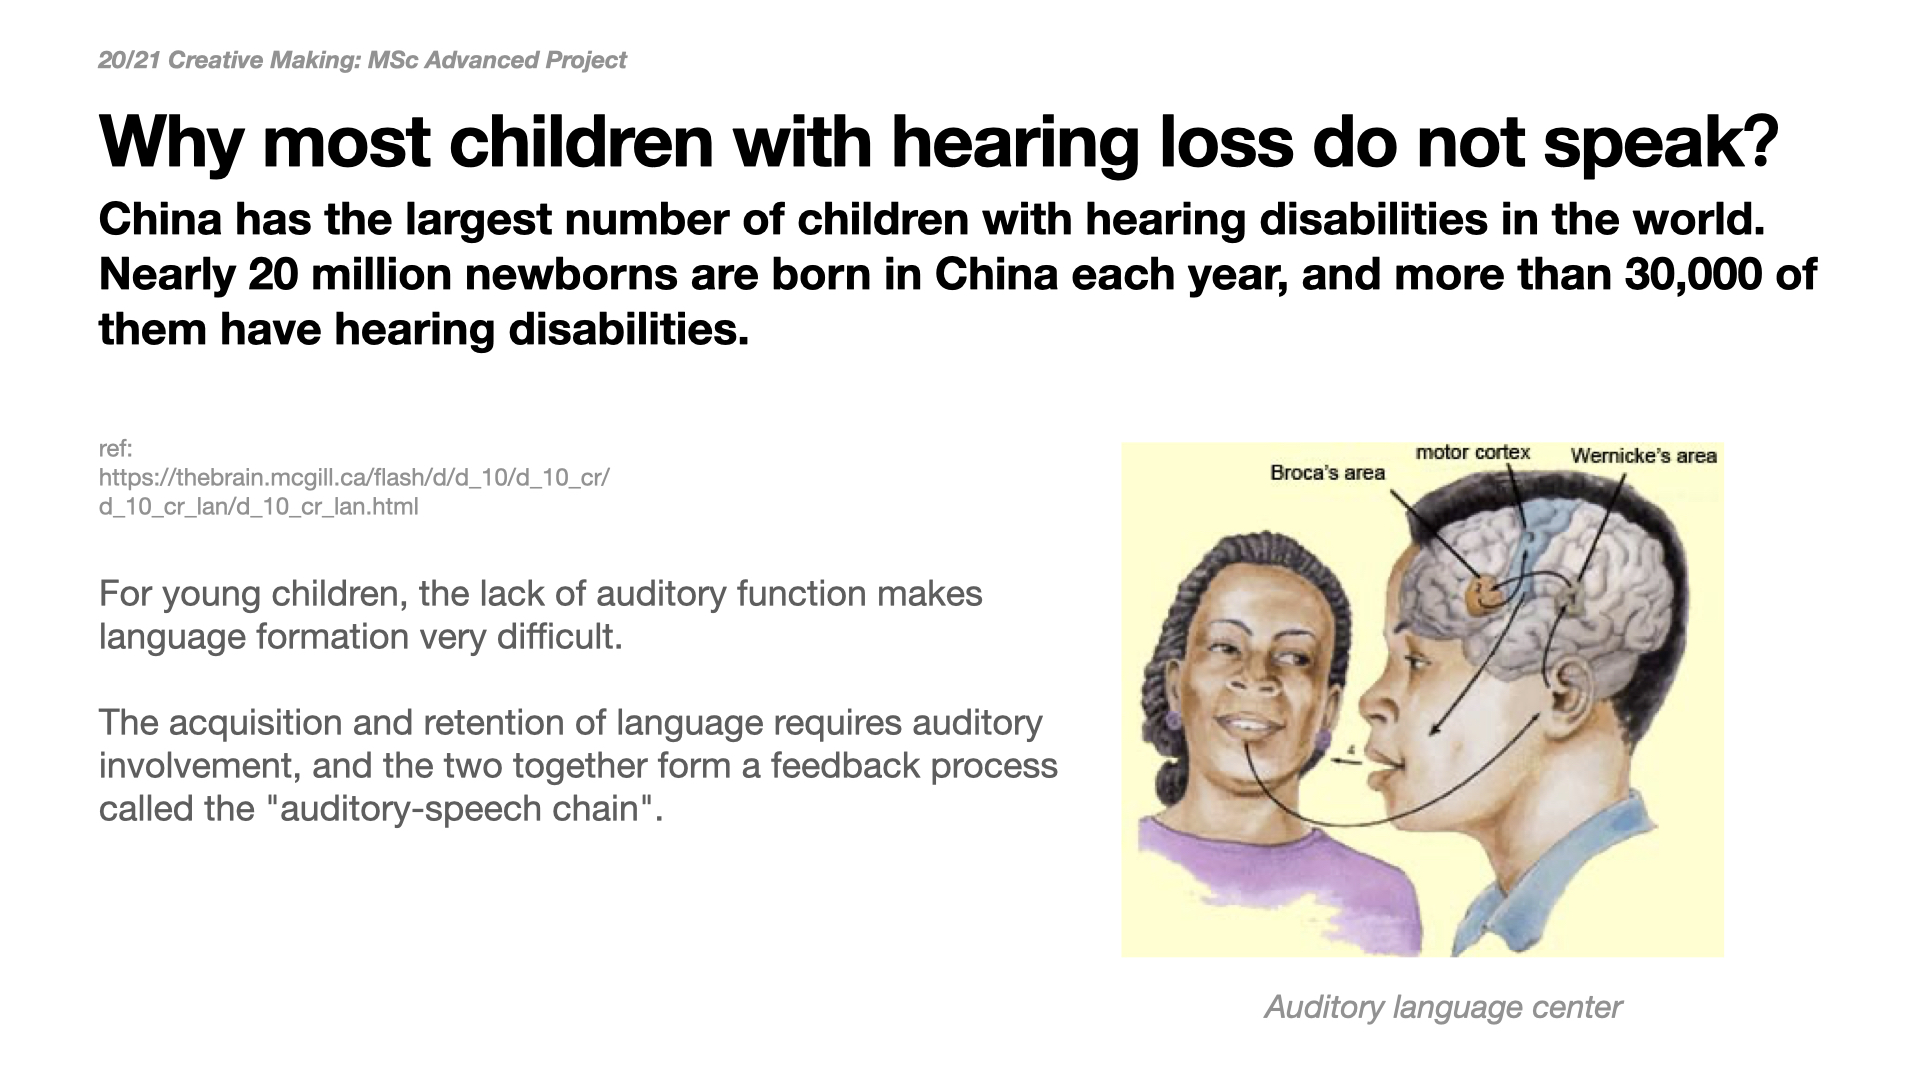 20/21 Creative Making: MSc Advanced Project
Why most children with hearing loss do not speak?
China has the largest number of children with hearing disabilities in the world.
Nearly 20 million newborns are born in China each year, and more than 30,000 of
them have hearing disabilities.
ref:
https://thebrain.mcgill.ca/flash/d/d_10/d_10_cr/
d_10_cr_lan/d_10_cr_lan.html
For young children, the lack of auditory function makes
language formation very difficult.
The acquisition and retention of language requires auditory
involvement, and the two together form a feedback process
called the "auditory-speech chain".
motor cortex
Wernicke's area
Broca's area
4
Auditory language center